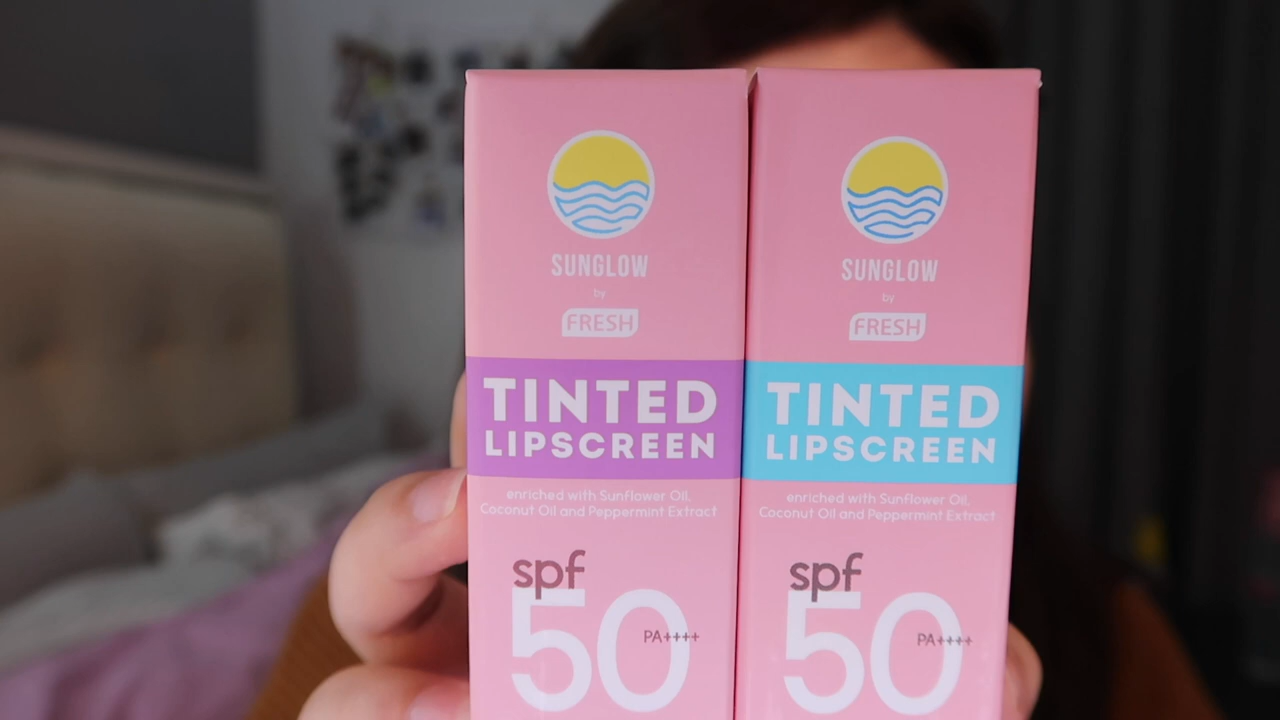 SUNGLOW
by
FRESH
TINTED
LIPSCREEN
enriched with Sunflower Oil,
Coconut Oil and Peppermint Extract
spf
50
PA++++
SUNGLOW
by
FRESH
TINTED
LIPSCREEN
enriched with Sunflower Oil,
Coconut Oil and Peppermint Extract
spf
50
PA++++